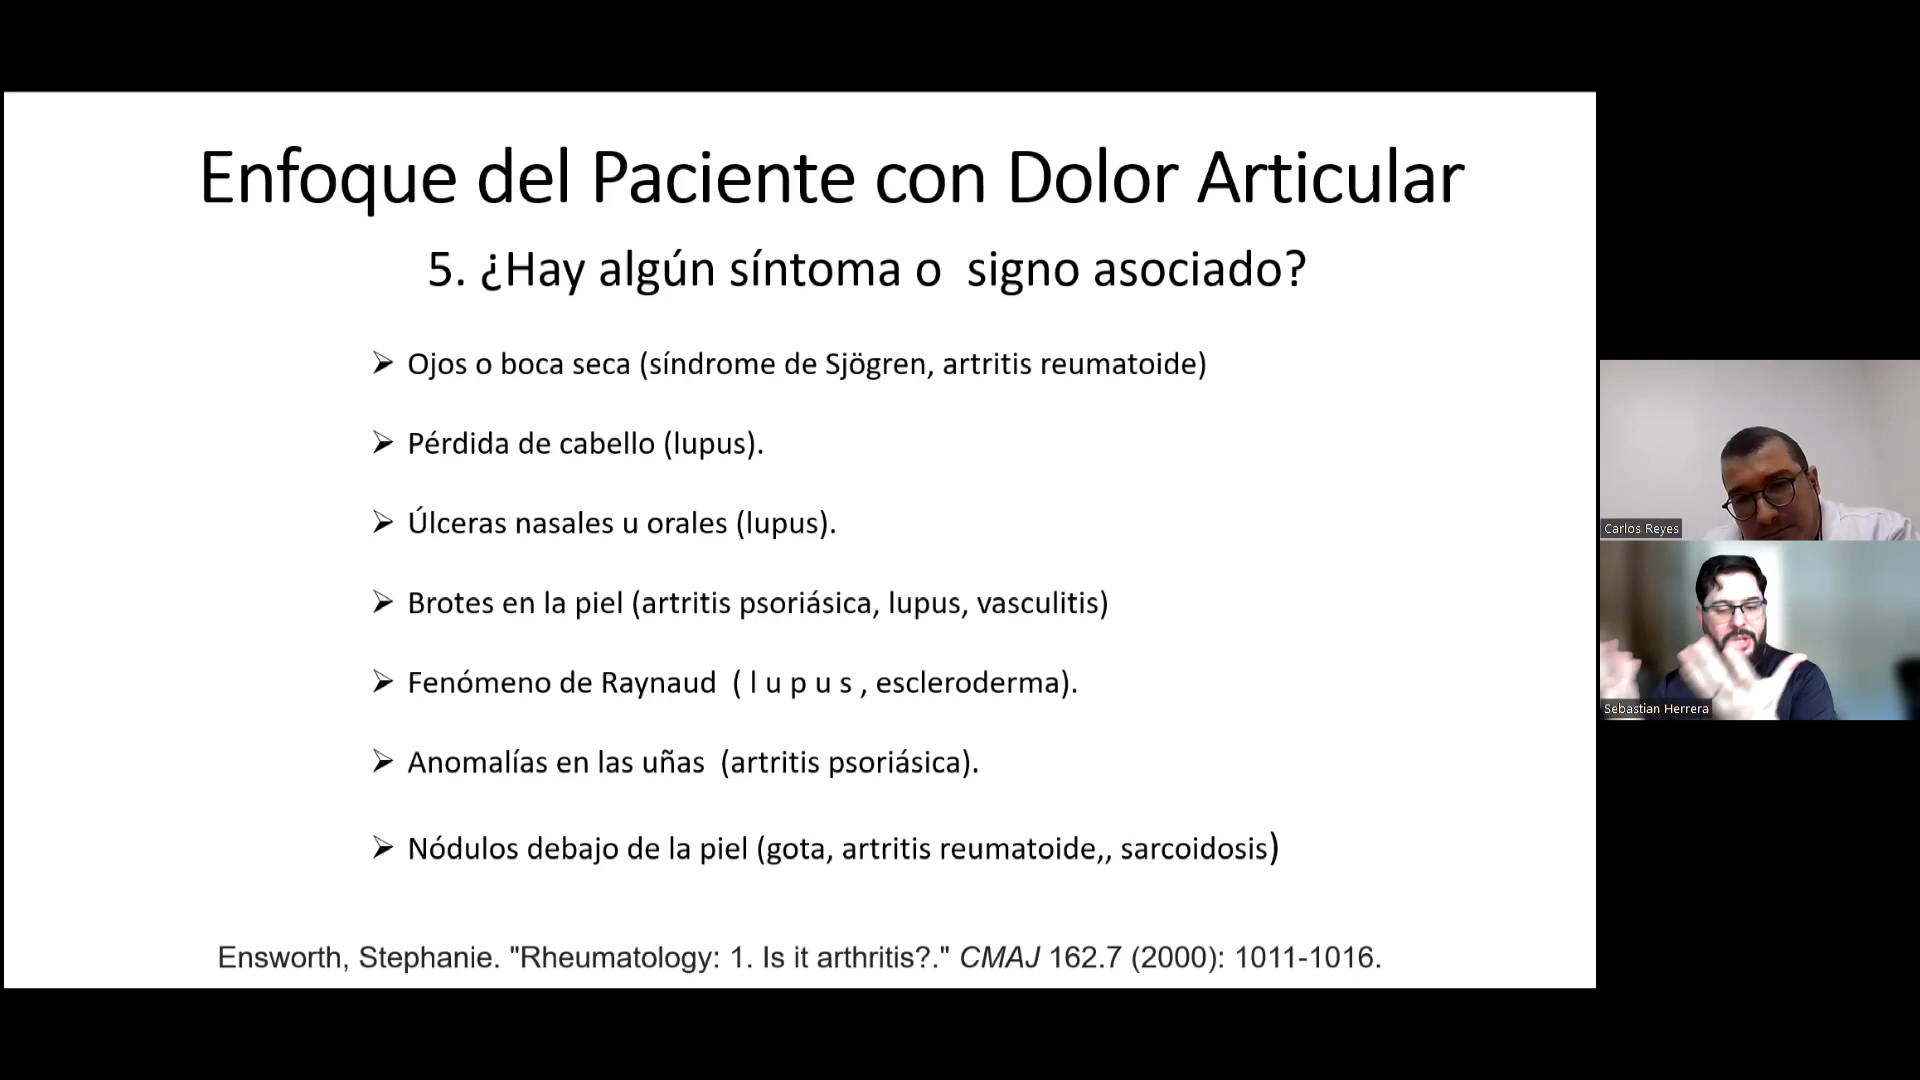 Enfoque del Paciente con Dolor Articular
5. ¿Hay algún síntoma o  signo asociado?
➢ Ojos o boca seca (síndrome de Sjögren, artritis reumatoide)
➢ Pérdida de cabello (lupus).
➢ Úlceras nasales u orales (lupus).
➢ Brotes en la piel (artritis psoriásica, lupus, vasculitis)
➢ Fenómeno de Raynaud  ( l u p u s , escleroderma).
➢ Anomalías en las uñas  (artritis psoriásica).
➢ Nódulos debajo de la piel (gota, artritis reumatoide,, sarcoidosis)
Ensworth, Stephanie. "Rheumatology: 1. Is it arthritis?." CMAJ 162.7 (2000): 1011-1016.
Carlos Reyes
Sebastian Herrera